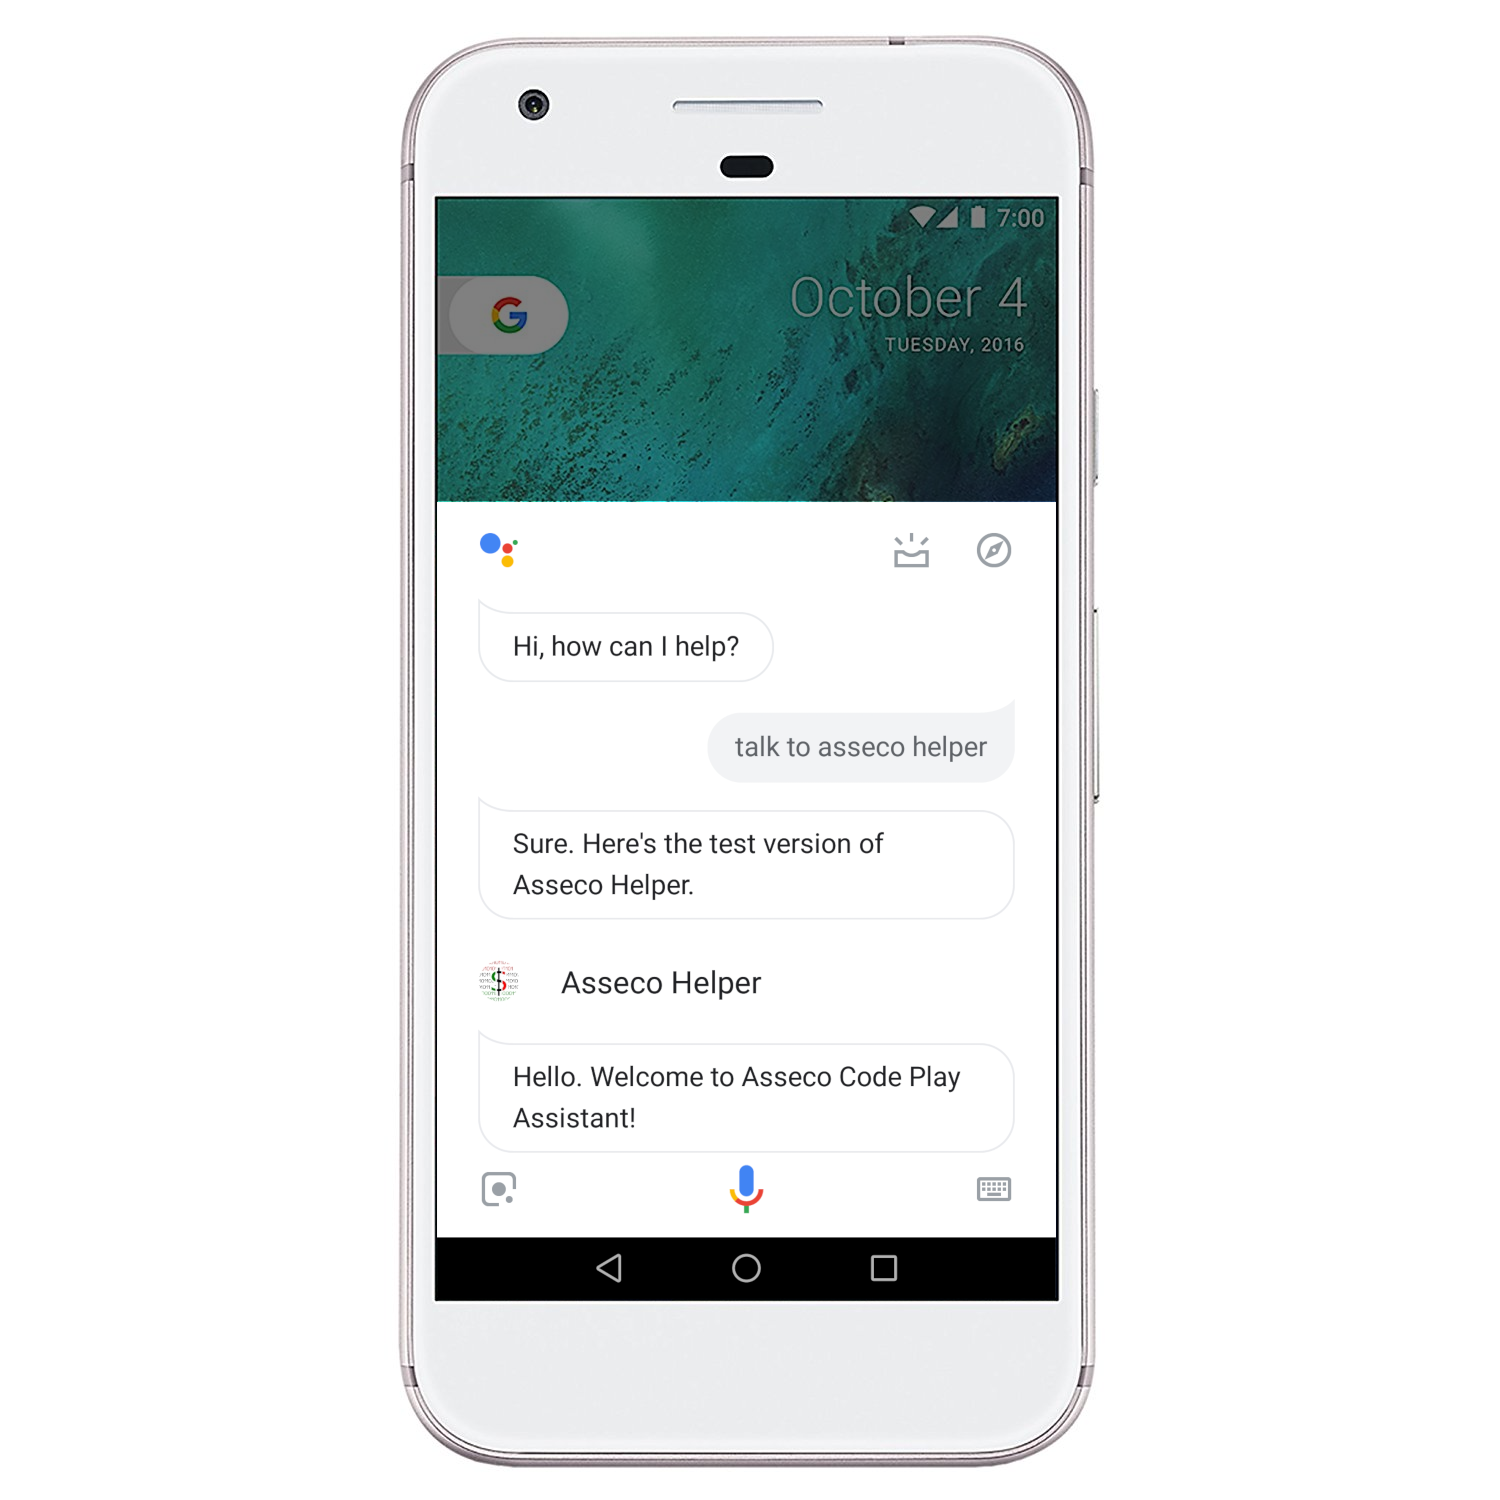 7:00
G
October 4
TUESDAY, 2016
Hi, how can I help?
talk to asseco helper
Sure. Here's the test version of
Asseco Helper.
$
Asseco Helper
Hello. Welcome to Asseco Code Play
Assistant!